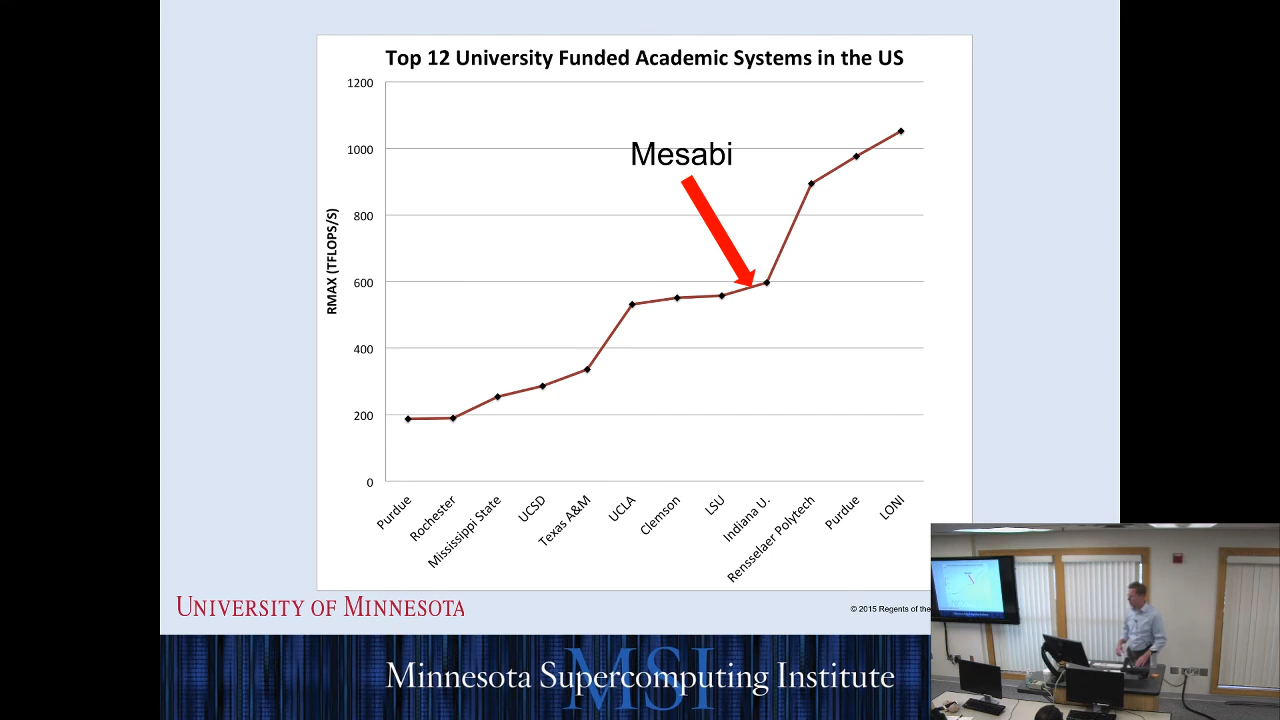 Top 12 University Funded Academic Systems in the US
1200
1000
800
600
400
200
0
RMAX (TFLOPS/S)
Mesabi
Purdue
Rochester
Mississippi State
UCSD
Texas A&M
UCLA
Clemson
LSU
Indiana U.
Rensselaer Polytech
Purdue
LONI
UNIVERSITY OF MINNESOTA
© 2015 Regents of the
MSI
Minnesota Supercomputing Institute